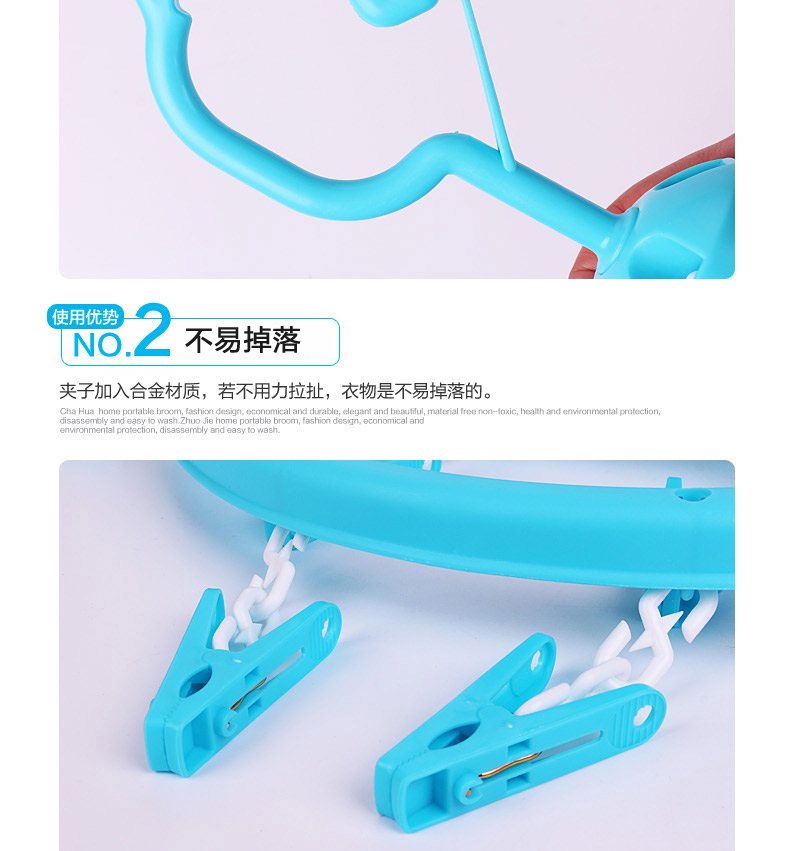 使用优势
NO.2 不易掉落
夹子加入合金材质，若不用力拉扯，衣物是不易掉落的。
Cha Hua home portable broom, fashion design, economical and durable, elegant and beautiful, material free non-toxic, health and environmental protection,
disassembly and easy to wash.Zhuo Jie home portable broom, fashion design, economical and
environmental protection, disassembly and easy to wash.